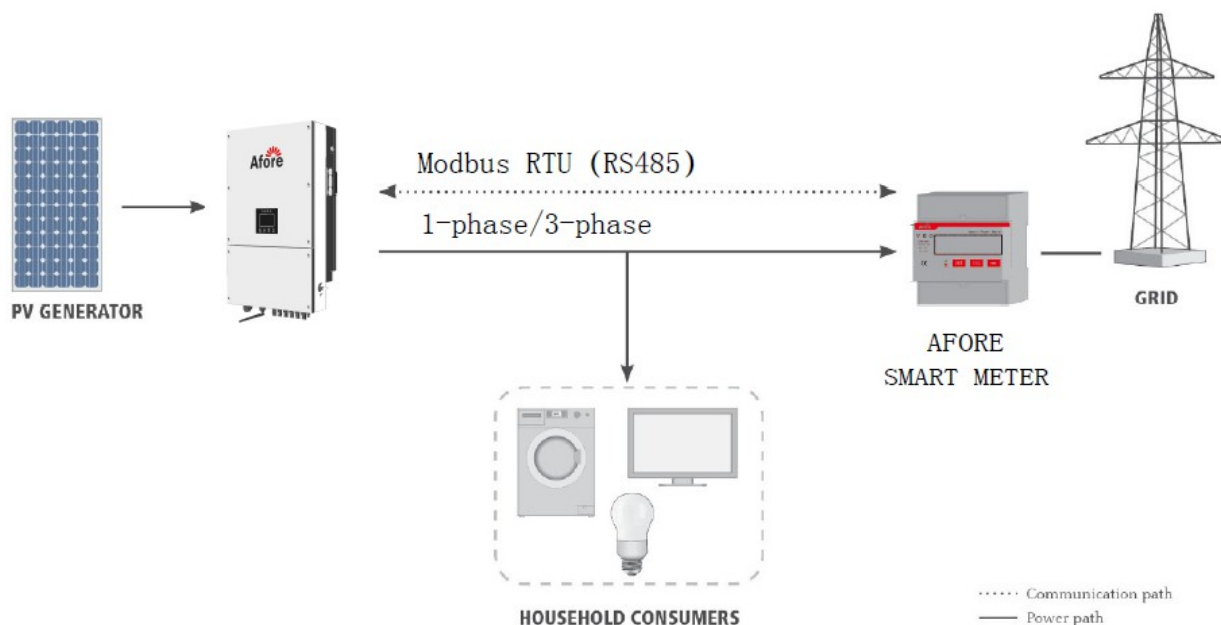 Afore
Modbus RTU (RS485)
1-phase/3-phase
PV GENERATOR
GRID
AFORE
SMART METER
HOUSEHOLD CONSUMERS
Communication path
Power path